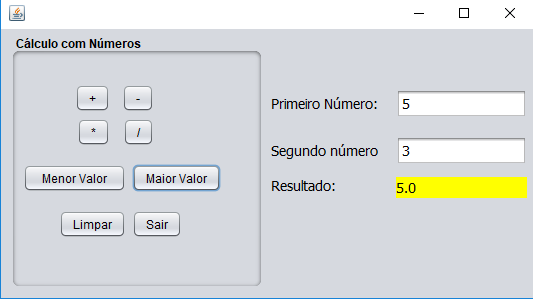 Cálculo com Números
+ -
* /
Menor Valor Maior Valor
Limpar Sair
Primeiro Número: 5
Segundo número 3
Resultado: 5.0